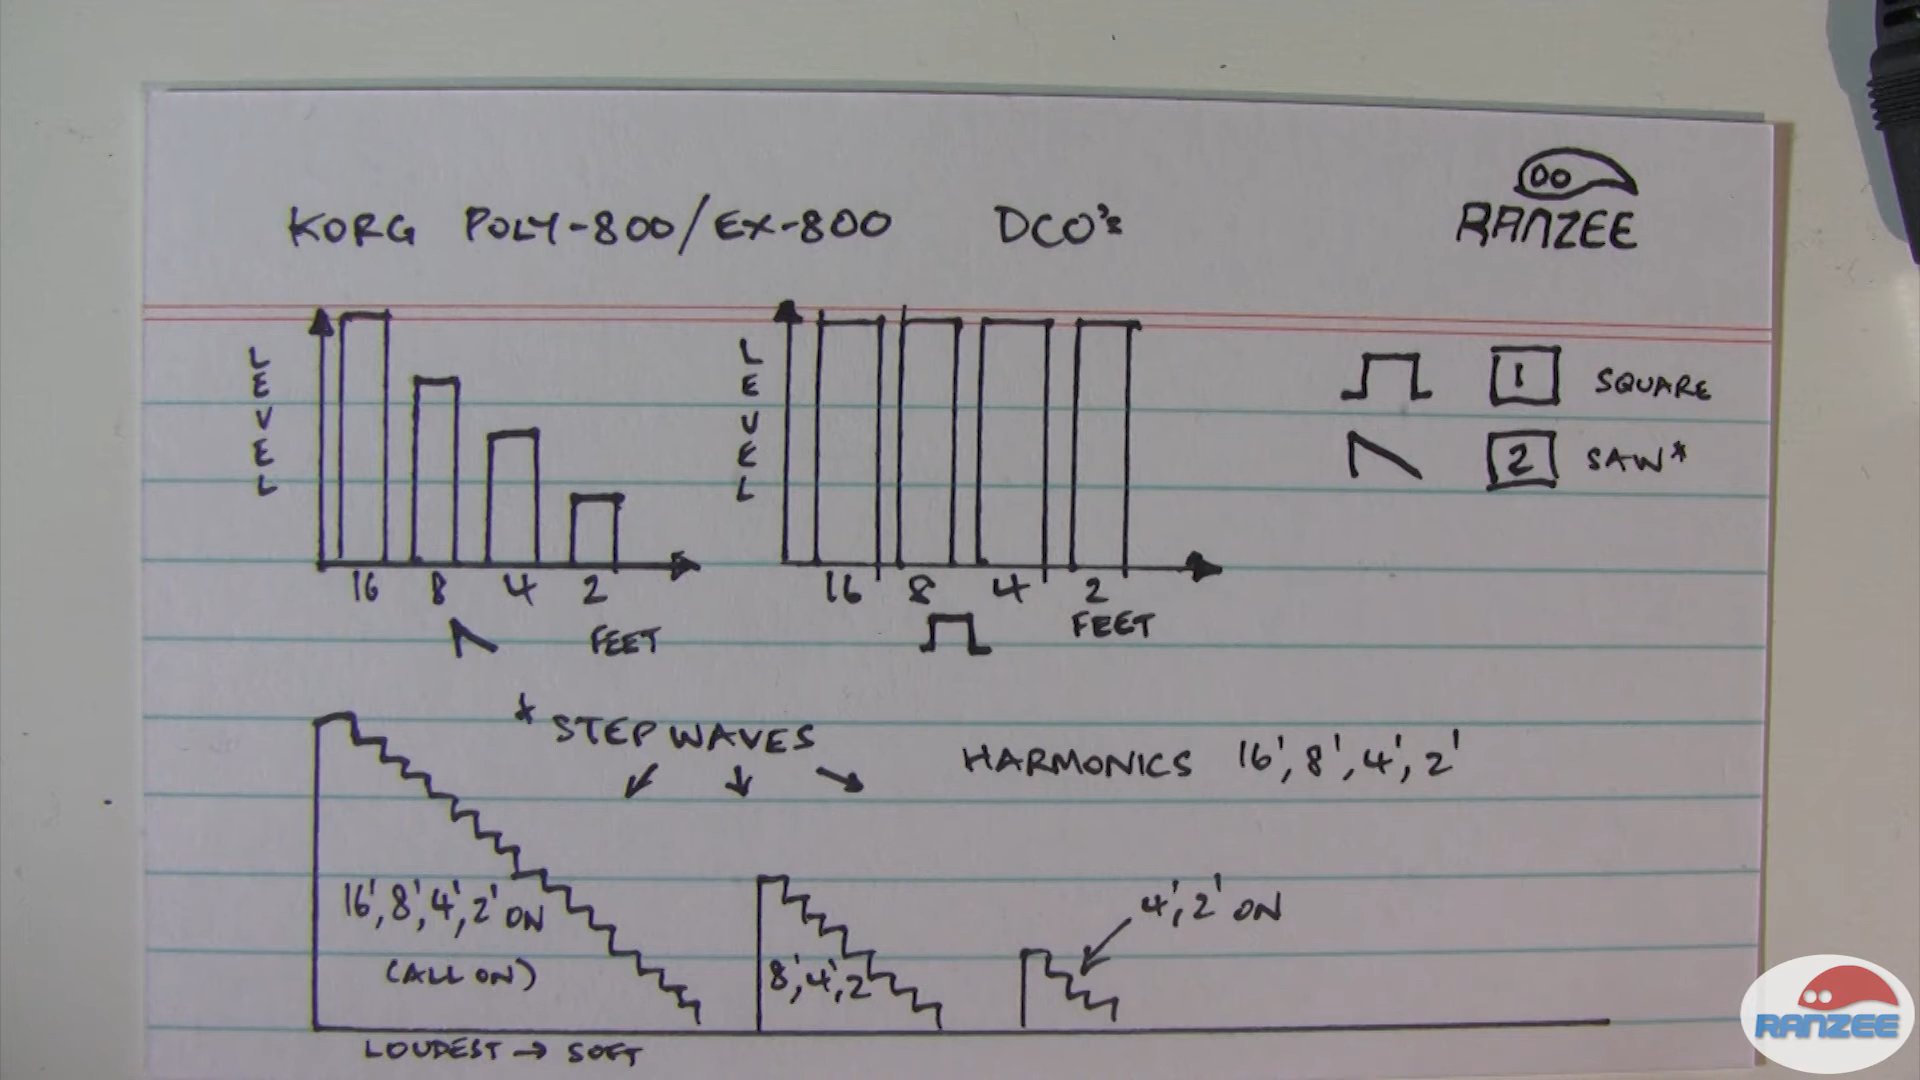 KORG POLY-800/EX-800 DCO's
RANZEE
LEVEL
16 8 4 2
FEET
LEVEL
16 8 4 2
FEET
1 SQUARE
2 SAW*
* STEP WAVES
HARMONICS 16', 8', 4', 2'
16', 8', 4', 2' ON
(ALL ON)
8', 4', 2
4', 2' ON
LOUDEST → SOFT
RANZEE